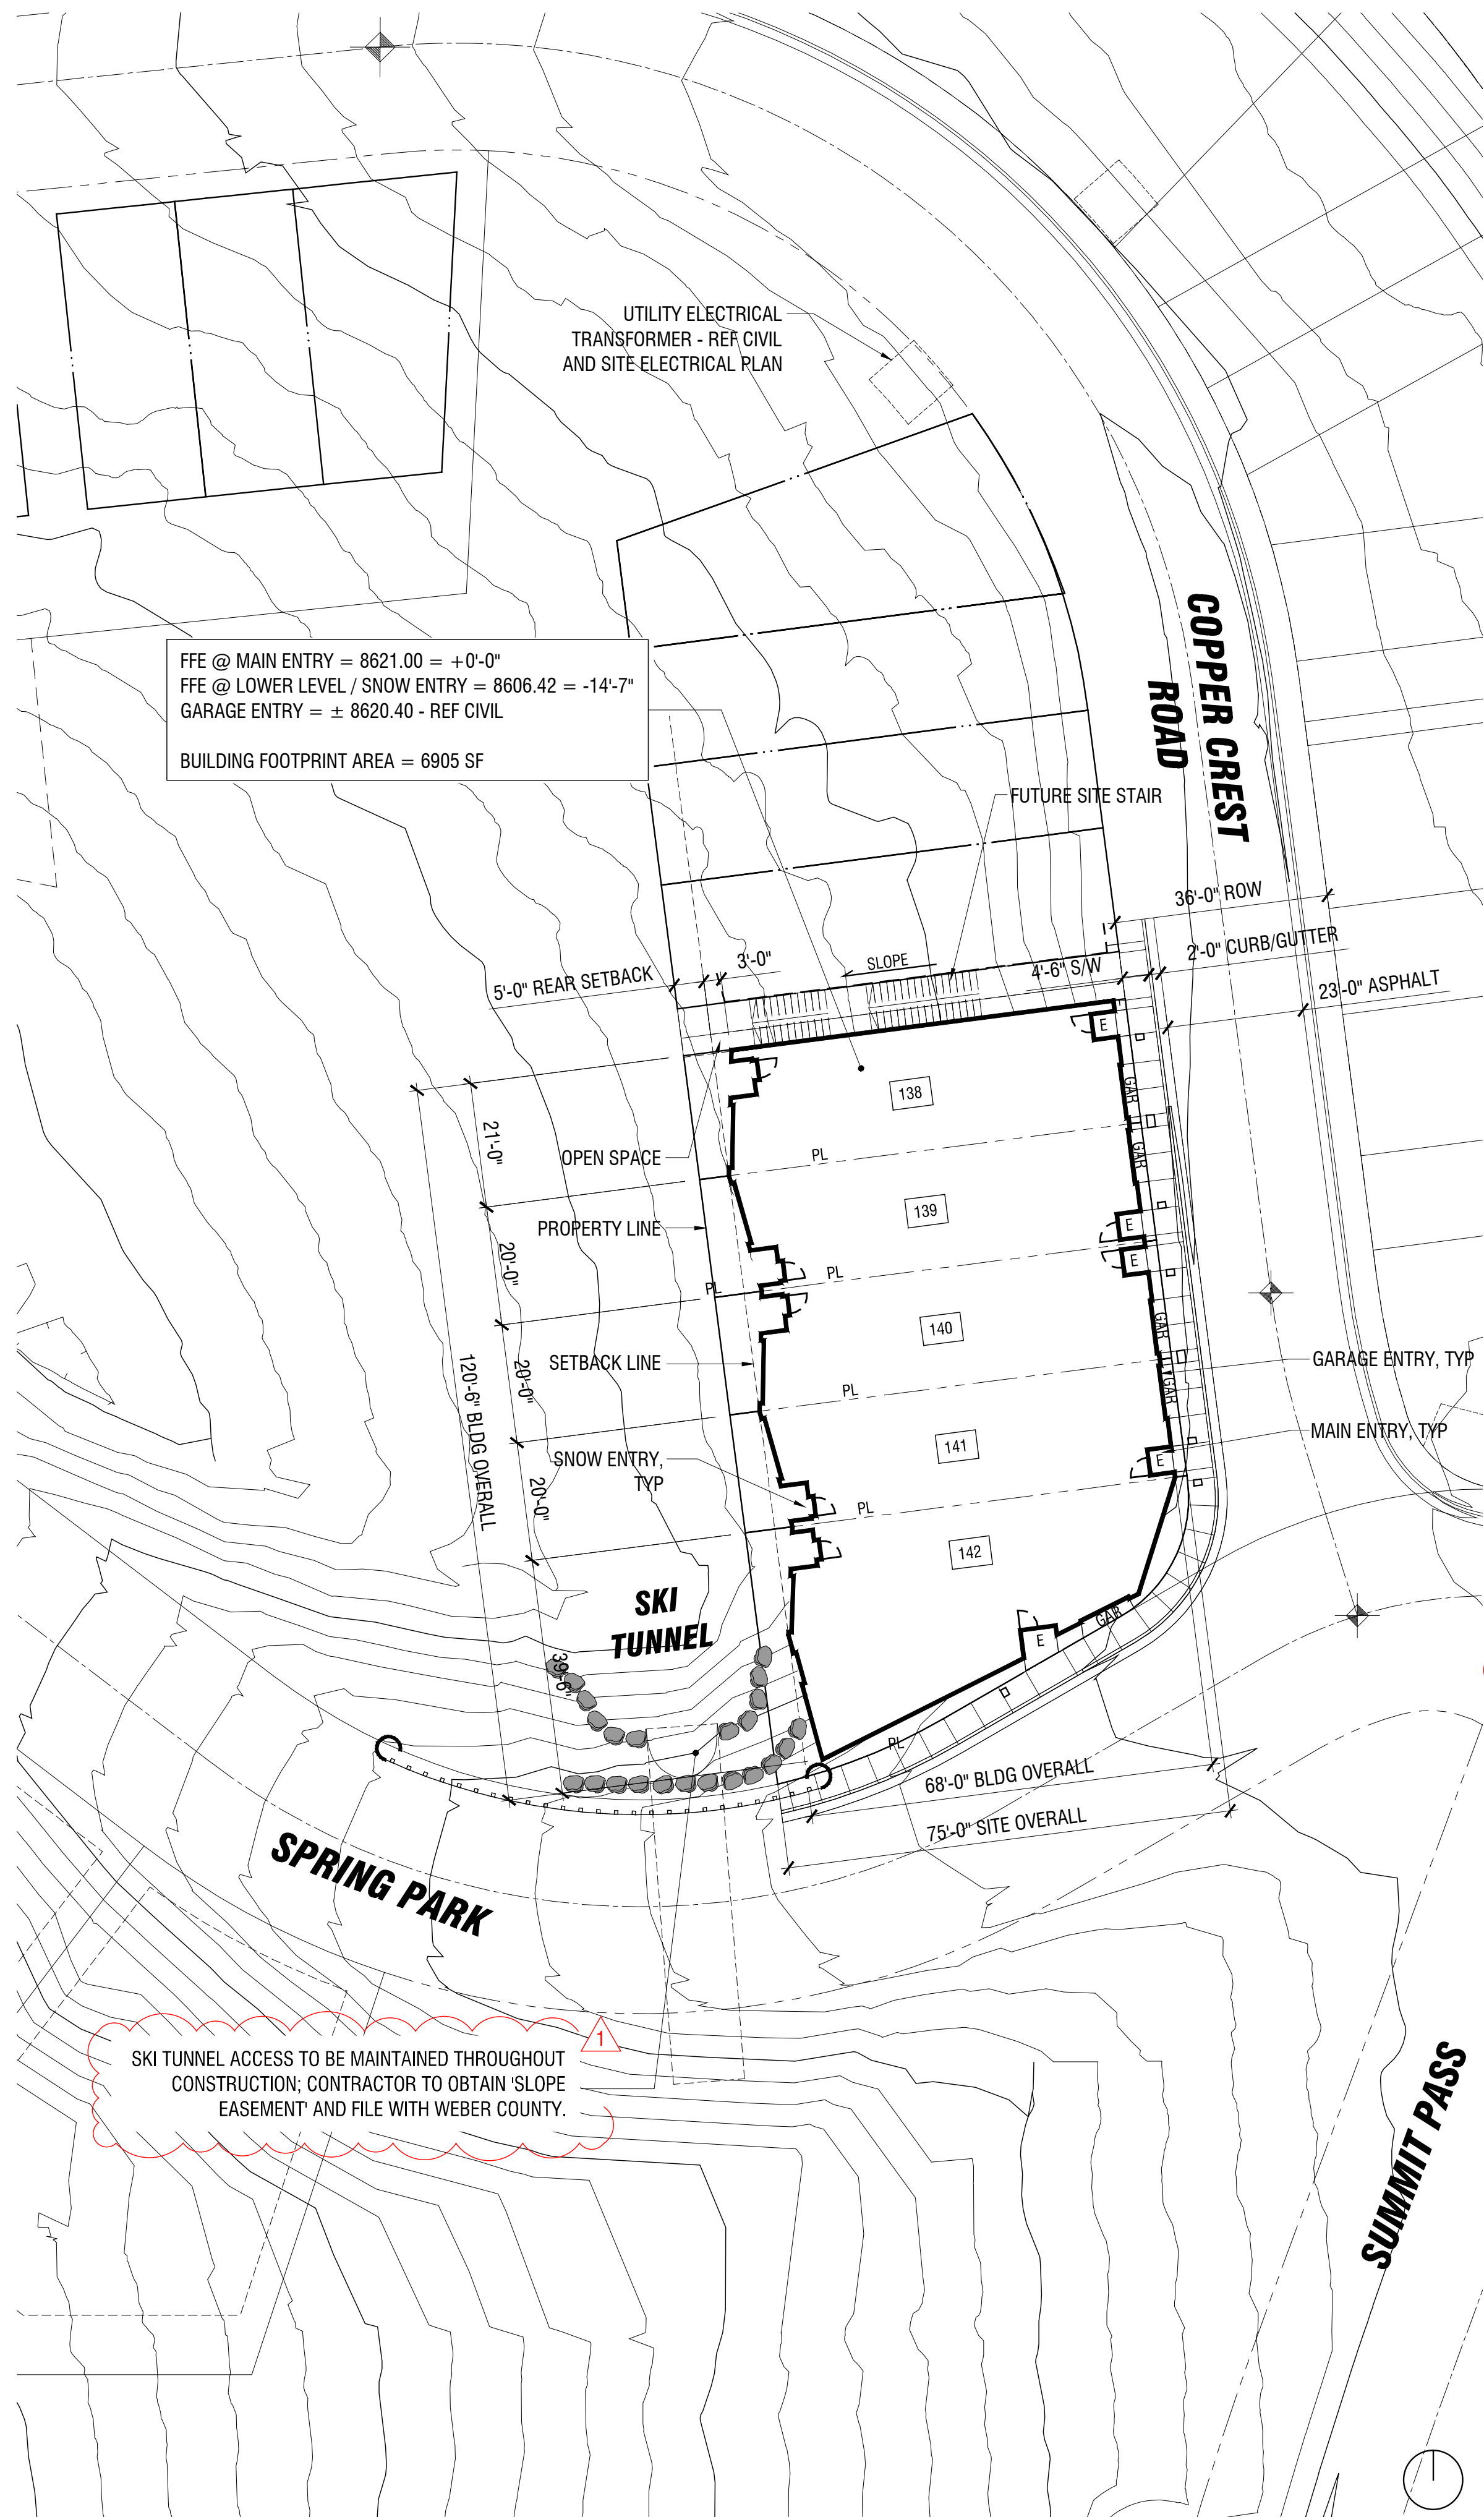 UTILITY ELECTRICAL
TRANSFORMER - REF CIVIL
AND SITE ELECTRICAL PLAN
COPPER CREST
ROAD
FFE @ MAIN ENTRY = 8621.00 = +0'-0"
FFE @ LOWER LEVEL / SNOW ENTRY = 8606.42 = -14'-7"
GARAGE ENTRY = ± 8620.40 - REF CIVIL
BUILDING FOOTPRINT AREA = 6905 SF
FUTURE SITE STAIR
36'-0" ROW
2'-0" CURB/GUTTER
23'-0" ASPHALT
5'-0" REAR SETBACK
3'-0"
SLOPE
4'-6" S/W
E
138
GAR
21'-0"
OPEN SPACE
PL
GAR
139
PROPERTY LINE
E
20'-0"
PL
PL
E
140
GAR
SETBACK LINE
20'-0"
GARAGE ENTRY, TYP
PL
GAR
120'-6" BLDG OVERALL
141
MAIN ENTRY, TYP
E
SNOW ENTRY,
TYP
20'-0"
PL
142
SKI
TUNNEL
GAR
E
39'-6"
PL
68'-0" BLDG OVERALL
75'-0" SITE OVERALL
SPRING PARK
1
SKI TUNNEL ACCESS TO BE MAINTAINED THROUGHOUT
CONSTRUCTION; CONTRACTOR TO OBTAIN 'SLOPE
EASEMENT' AND FILE WITH WEBER COUNTY.
SUMMIT PASS